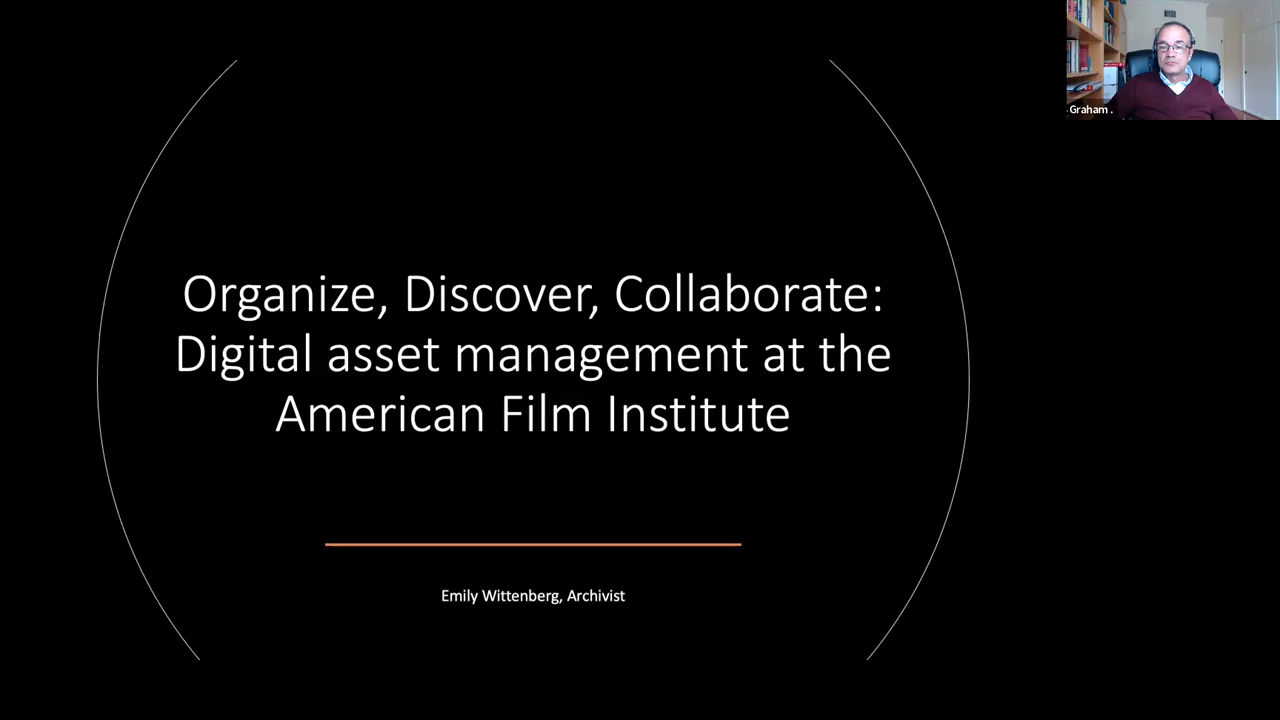 Graham .
Organize, Discover, Collaborate:
Digital asset management at the
American Film Institute
Emily Wittenberg, Archivist